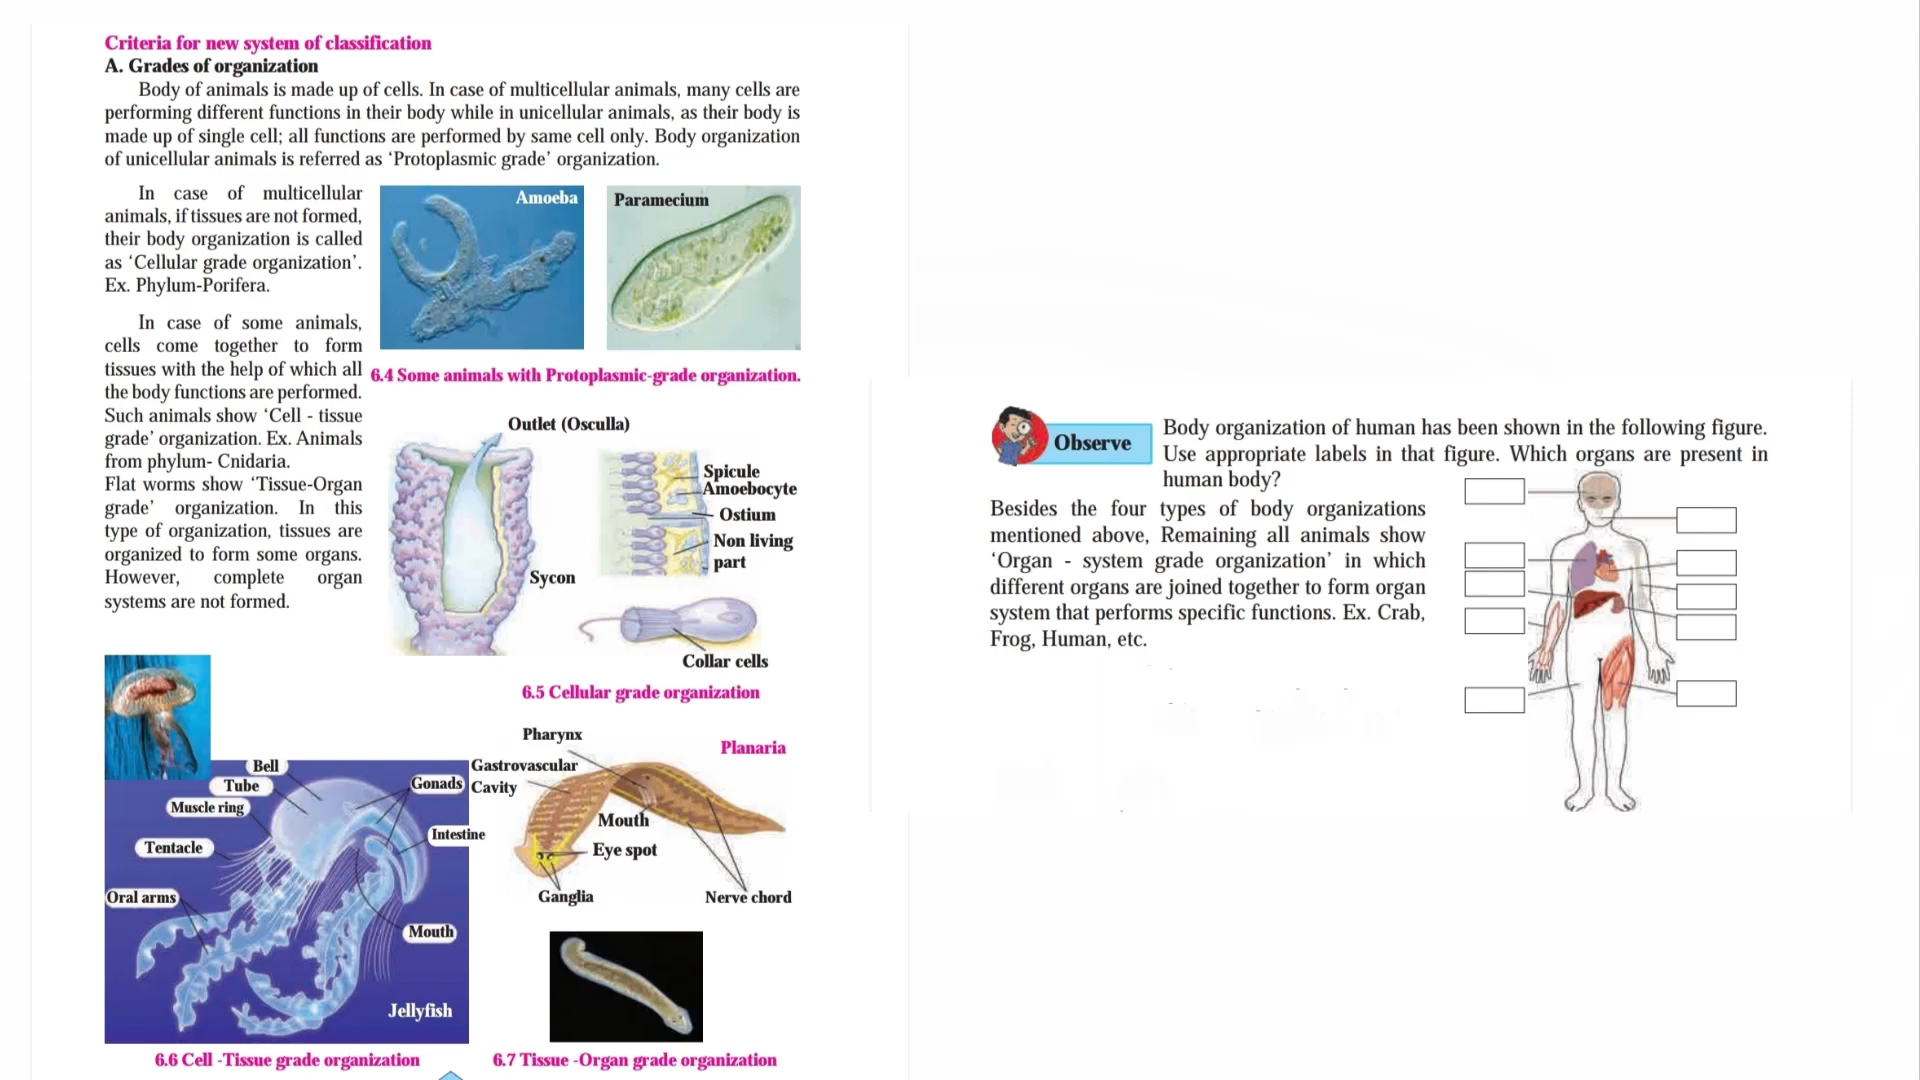 Criteria for new system of classification
A. Grades of organization
Body of animals is made up of cells. In case of multicellular animals, many cells are
performing different functions in their body while in unicellular animals, as their body is
made up of single cell; all functions are performed by same cell only. Body organization
of unicellular animals is referred as ‘Protoplasmic grade’ organization.
In case of multicellular
animals, if tissues are not formed,
their body organization is called
as ‘Cellular grade organization’.
Ex. Phylum-Porifera.
In case of some animals,
cells come together to form
tissues with the help of which all
the body functions are performed.
Such animals show ‘Cell - tissue
grade’ organization. Ex. Animals
from phylum- Cnidaria.
Flat worms show ‘Tissue-Organ
grade’ organization. In this
type of organization, tissues are
organized to form some organs.
However, complete organ
systems are not formed.
Amoeba
Paramecium
6.4 Some animals with Protoplasmic-grade organization.
Outlet (Osculla)
Spicule
Amoebocyte
Ostium
Non living
part
Sycon
Collar cells
6.5 Cellular grade organization
Bell
Tube
Muscle ring
Tentacle
Oral arms
Gonads
Intestine
Mouth
Jellyfish
6.6 Cell -Tissue grade organization
Pharynx
Planaria
Gastrovascular
Cavity
Mouth
Eye spot
Ganglia
Nerve chord
6.7 Tissue -Organ grade organization
Observe
Body organization of human has been shown in the following figure.
Use appropriate labels in that figure. Which organs are present in
human body?
Besides the four types of body organizations
mentioned above, Remaining all animals show
‘Organ - system grade organization’ in which
different organs are joined together to form organ
system that performs specific functions. Ex. Crab,
Frog, Human, etc.